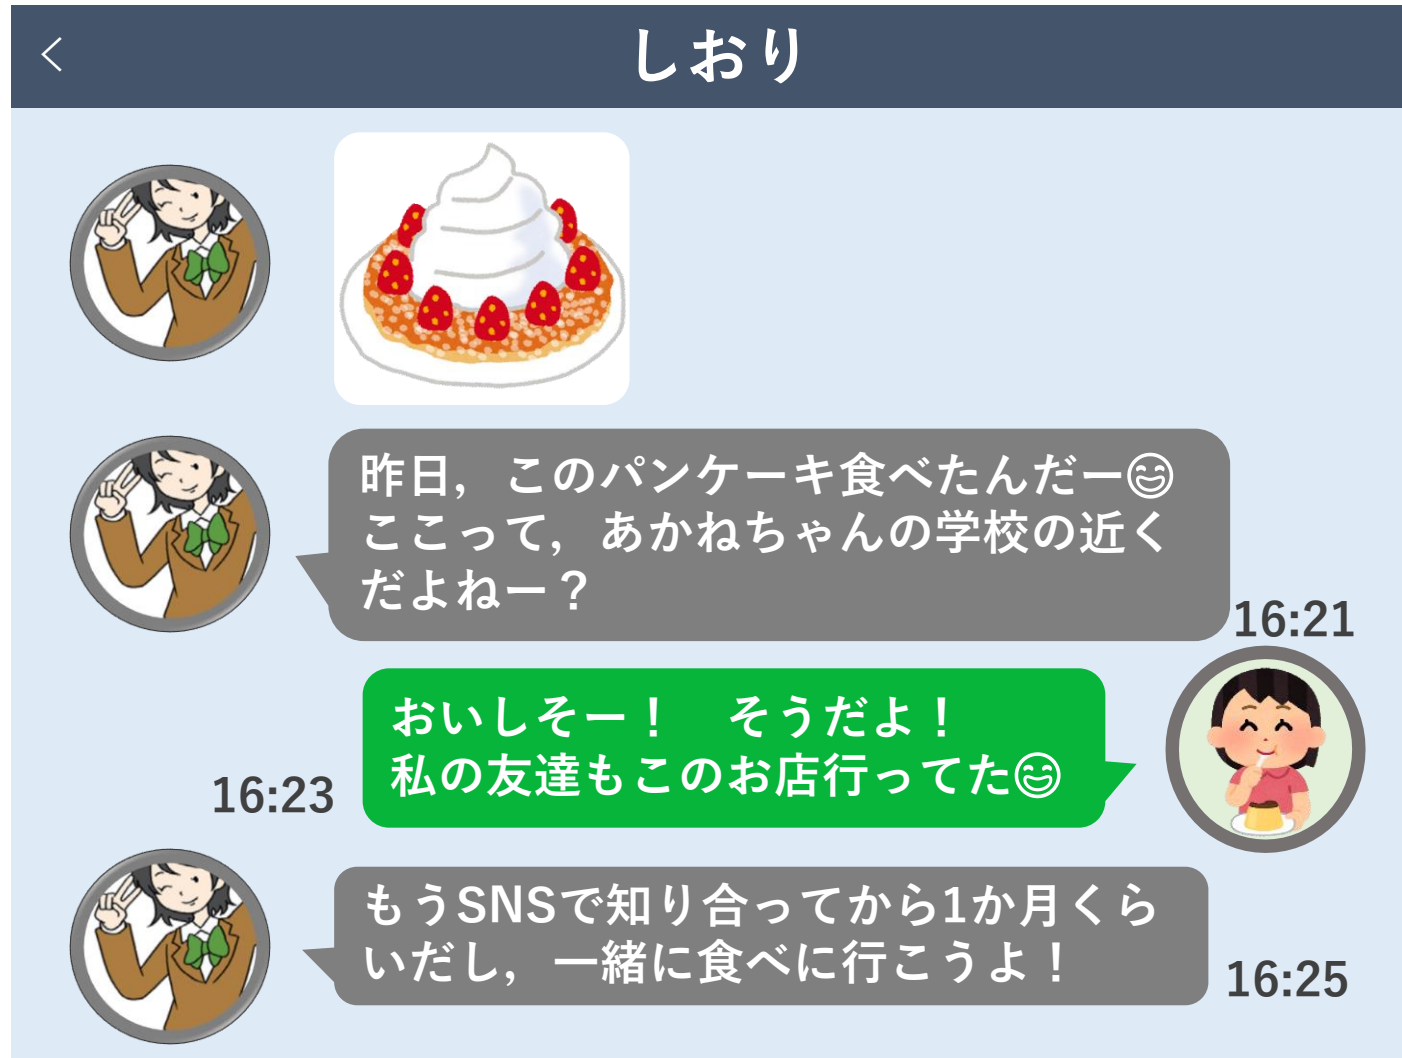 しおり
昨日，このパンケーキ食べたんだー😄
ここって，あかねちゃんの学校の近く
だよねー？
16:21
おいしそー！　そうだよ！
私の友達もこのお店行ってた😄
16:23
もうSNSで知り合ってから1か月くら
いだし，一緒に食べに行こうよ！
16:25